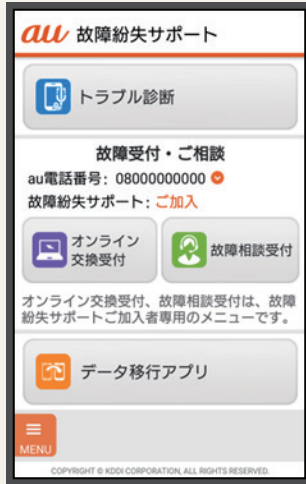 au 故障紛失サポート
トラブル診断
故障受付・ご相談
au電話番号: 08000000000
故障紛失サポート: ご加入
オンライン
交換受付
故障相談受付
オンライン交換受付、故障相談受付は、故障
紛失サポートご加入者専用のメニューです。
データ移行アプリ
MENU
COPYRIGHT © KDDI CORPORATION, ALL RIGHTS RESERVED.